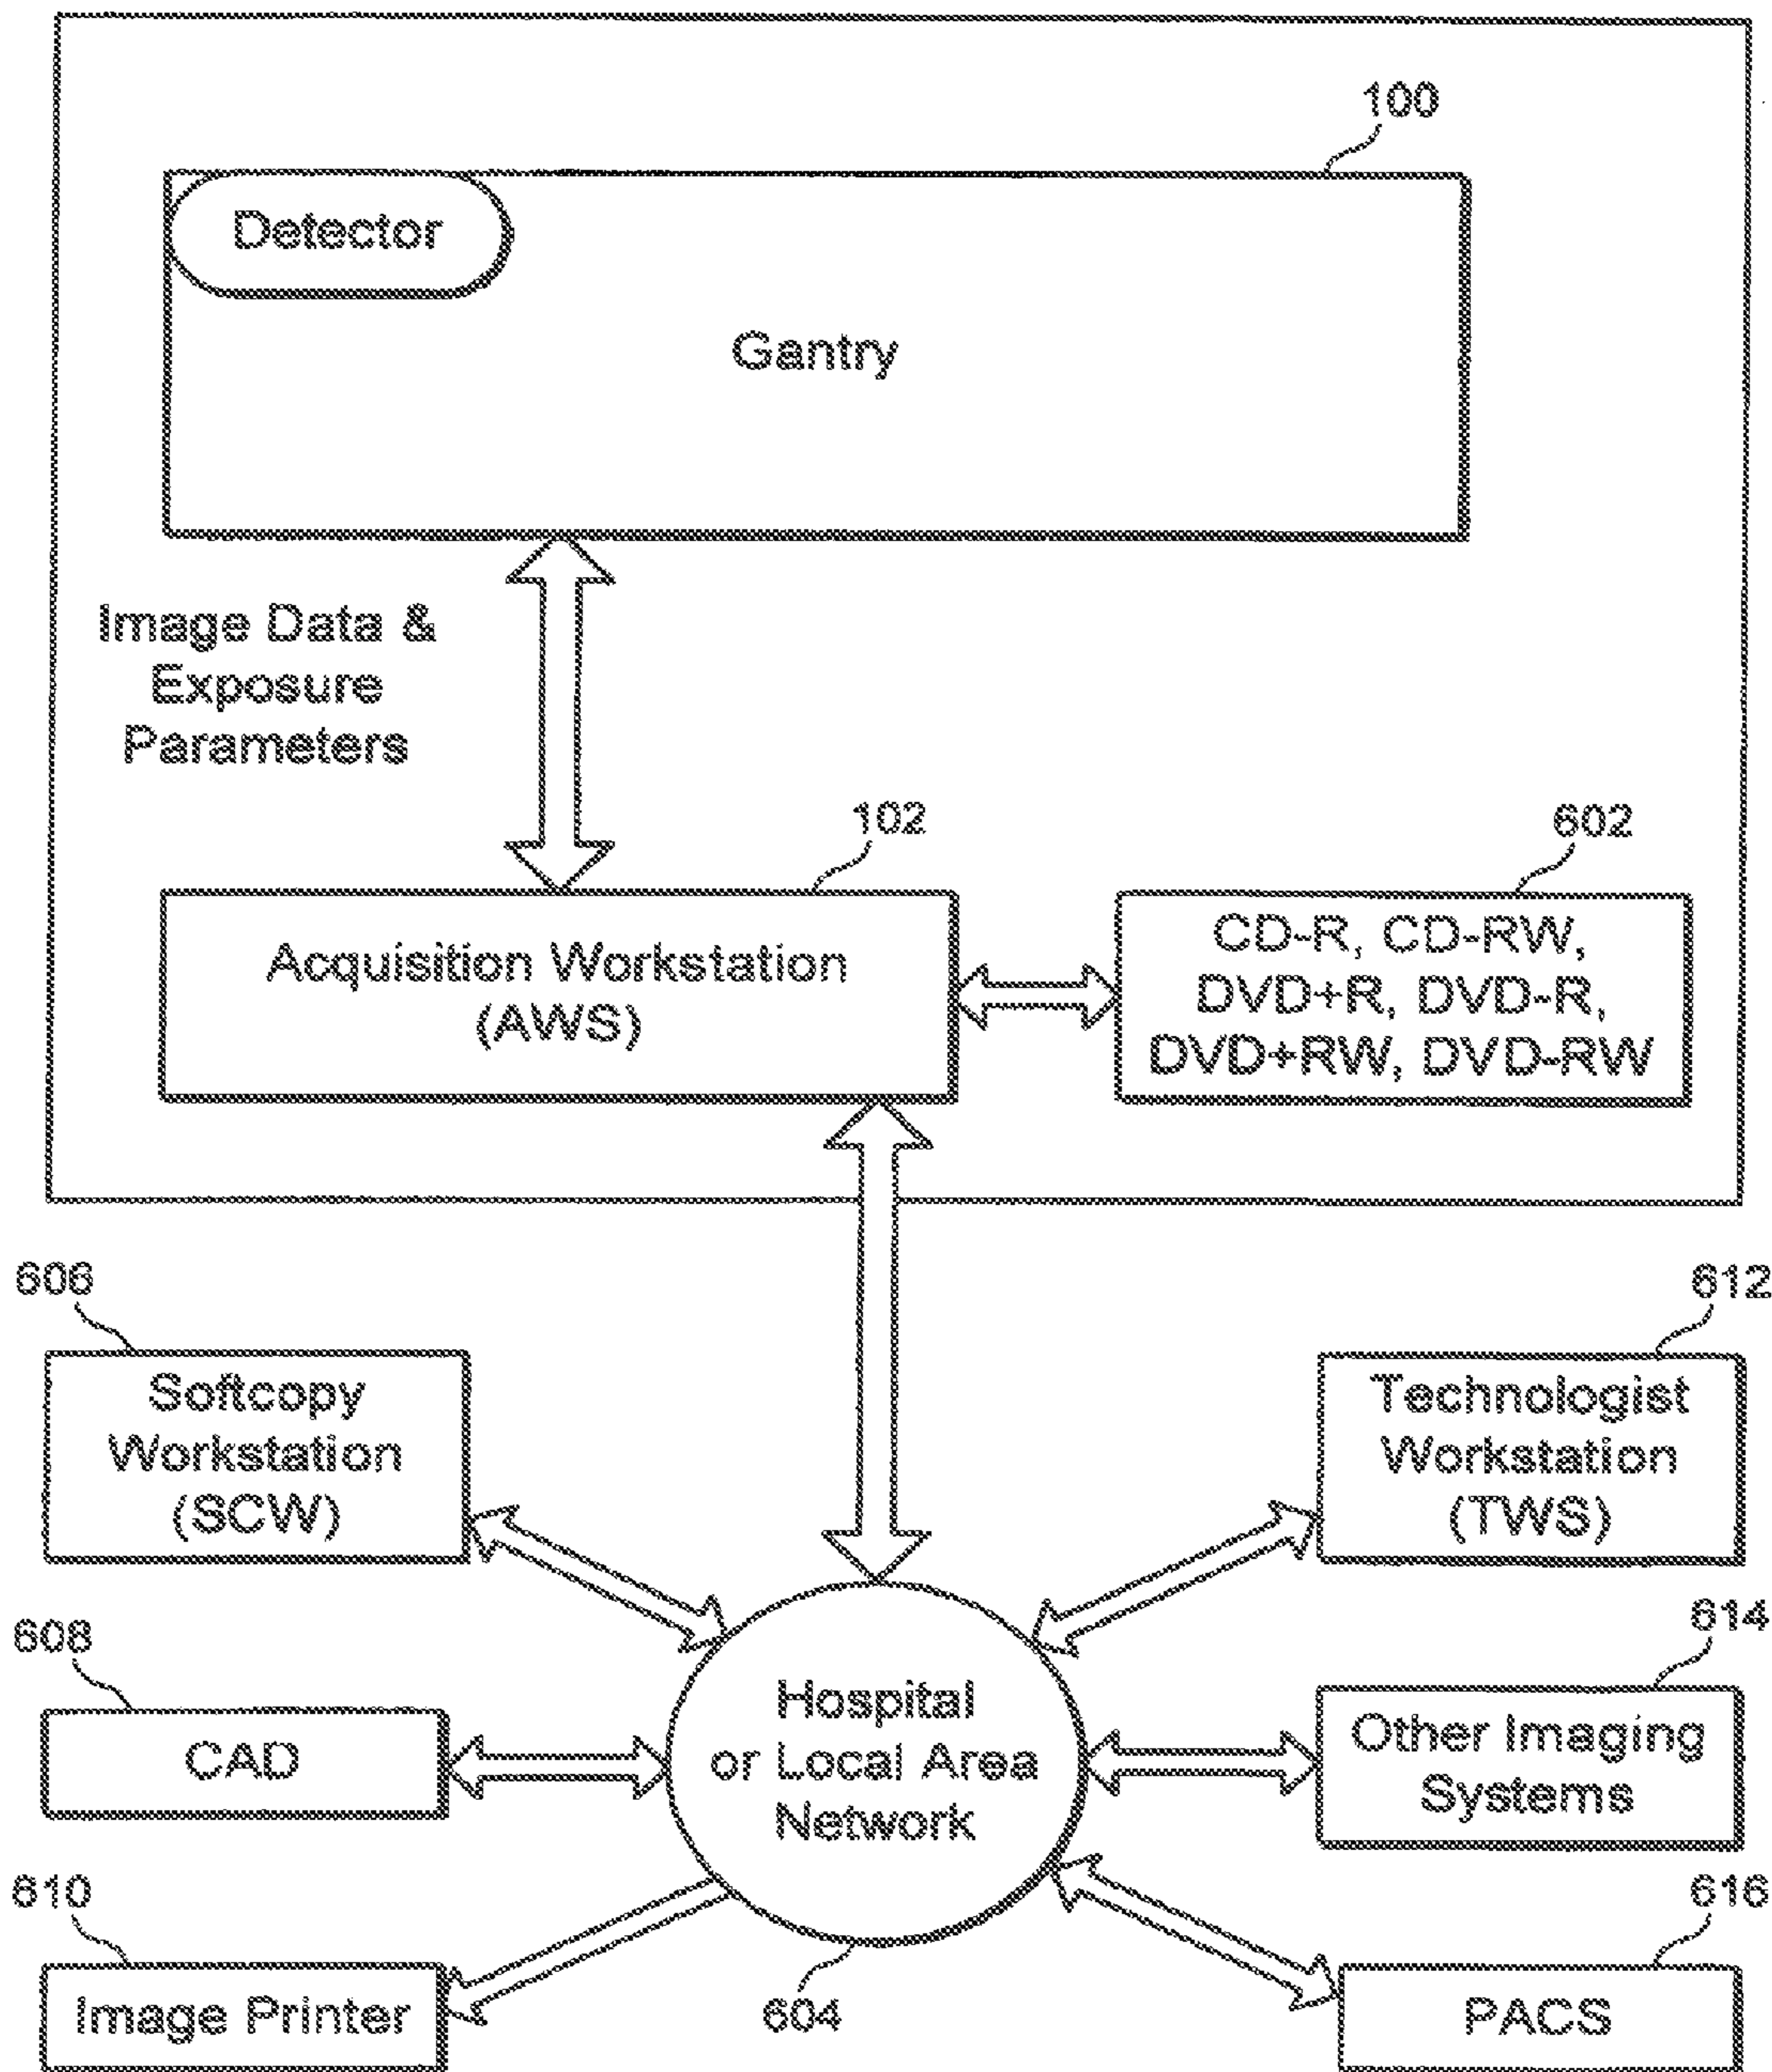 100
Detector
Gantry
Image Data &
Exposure
Parameters
102
602
Acquisition Workstation
(AWS)
CD-R, CD-RW,
DVD+R, DVD-R,
DVD+RW, DVD-RW
606
612
Softcopy
Workstation
(SCW)
Technologist
Workstation
(TWS)
608
614
CAD
Hospital
or Local Area
Network
Other Imaging
Systems
610
616
Image Printer
604
PACS